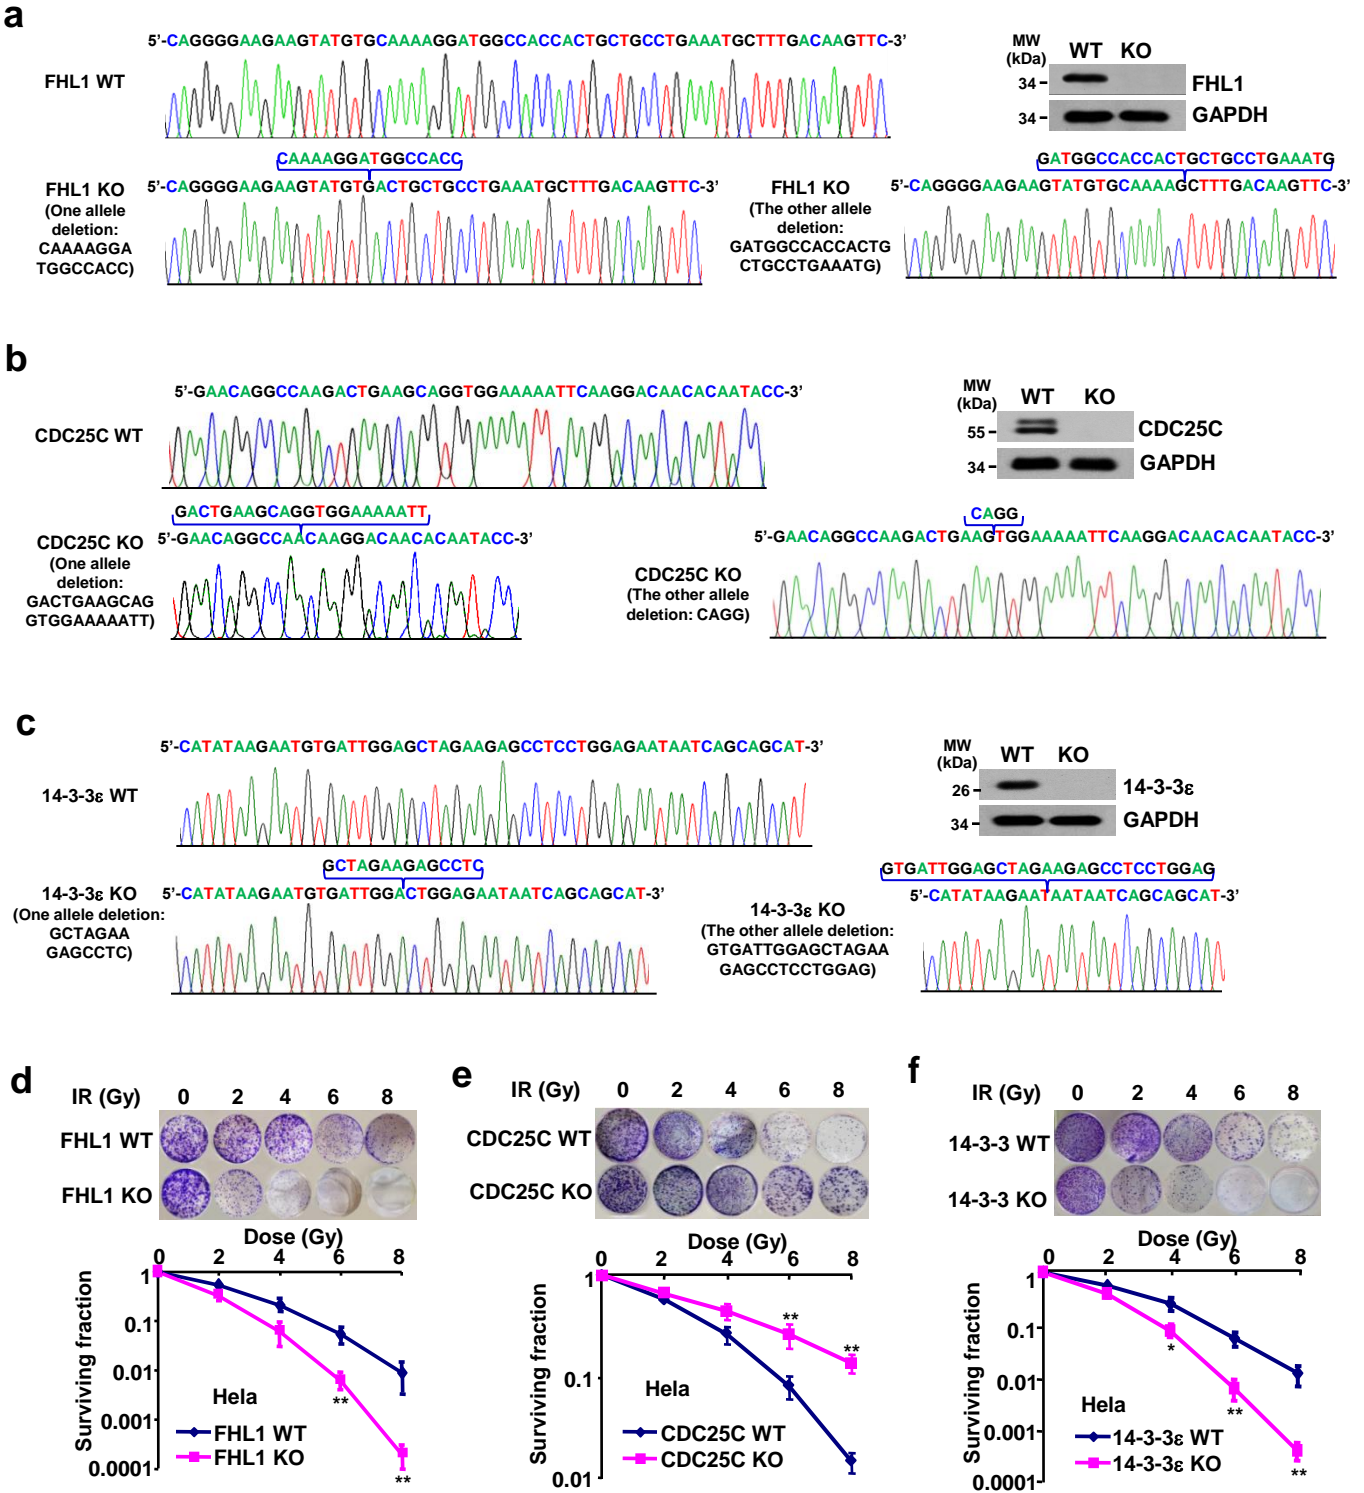 a
5'-CAGGGGAAGAAGTATGTGCAAAAGGATGGCCACCACTGCTGCCTGAAATGCTTTGACAAGTTC-3'
FHL1 WT
MW
(kDa)
WT KO
34
FHL1
34
GAPDH
CAAAAGGATGGCCACC
FHL1 KO
(One allele
deletion:
CAAAAGGA
TGGCCACC)
5'-CAGGGGAAGAAGTATGTGACTGCTGCCTGAAATGCTTTGACAAGTTC-3'
GATGGCCACCACTGCTGCCTGAAATG
FHL1 KO
(The other allele
deletion:
GATGGCCACCACTG
CTGCCTGAAATG)
5'-CAGGGGAAGAAGTATGTGCAAAAGCTTTGACAAGTTC-3'
b
5'-GAACAGGCCAAGACTGAAGCAGGTGGAAAAATTCAAGGACAACACAATACC-3'
CDC25C WT
MW
(kDa)
WT KO
55
CDC25C
34
GAPDH
GACTGAAGCAGGTGGAAAAATT
CDC25C KO
(One allele
deletion:
GACTGAAGCAG
GTGGAAAAATT)
5'-GAACAGGCCAACAAGGACAACACAATACC-3'
CAGG
5'-GAACAGGCCAAGACTGAAGTGGAAAAATTCAAGGACAACACAATACC-3'
CDC25C KO
(The other allele
deletion: CAGG)
c
5'-CATATAAGAATGTGATTGGAGCTAGAAGAGCCTCCTGGAGAATAATCAGCAGCAT-3'
14-3-3ε WT
MW
(kDa)
WT KO
26
14-3-3ε
34
GAPDH
GCTAGAAGAGCCTC
14-3-3ε KO
(One allele deletion:
GCTAGAA
GAGCCTC)
5'-CATATAAGAATGTGATTGGACTGGAGAATAATCAGCAGCAT-3'
GTGATTGGAGCTAGAAGAGCCTCCTGGAG
14-3-3ε KO
(The other allele deletion:
GTGATTGGAGCTAGAA
GAGCCTCCTGGAG)
5'-CATATAAGAATAATAATCAGCAGCAT-3'
d
IR (Gy) 0 2 4 6 8
FHL1 WT
FHL1 KO
Dose (Gy)
0 2 4 6 8
Surviving fraction
1
0.1
0.01
0.001
0.0001
Hela
FHL1 WT
FHL1 KO
**
**
e
IR (Gy) 0 2 4 6 8
CDC25C WT
CDC25C KO
Dose (Gy)
0 2 4 6 8
Surviving fraction
1
0.1
0.01
Hela
CDC25C WT
CDC25C KO
**
**
f
IR (Gy) 0 2 4 6 8
14-3-3 WT
14-3-3 KO
Dose (Gy)
0 2 4 6 8
Surviving fraction
1
0.1
0.01
0.001
0.0001
Hela
14-3-3ε WT
14-3-3ε KO
*
**
**